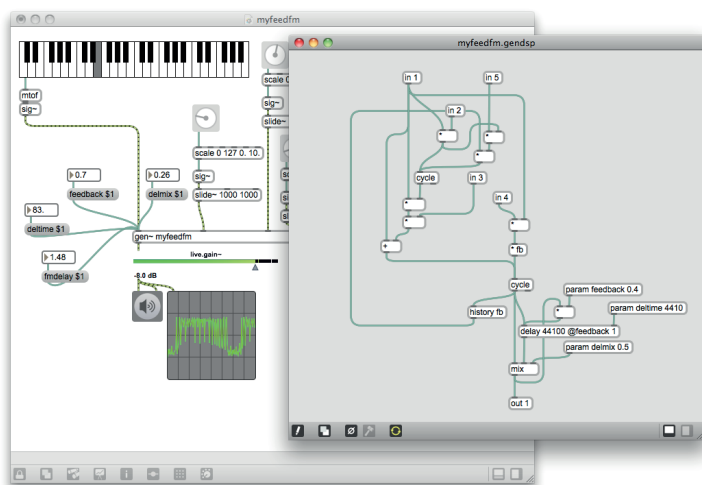 myfeedfm
mtof
sig~
scale 0
sig~
slide~
scale 0 127 0. 10.
sig~
slide~ 1000 1000
0.7
0.26
feedback $1
delmix $1
83.
deltime $1
gen~ myfeedfm
1.48
fmdelay $1
live.gain~
-8.0 dB
myfeedfm.gendsp
in 1
in 5
in 2
*
*
*
cycle
in 3
*
in 4
*
*
+
* fb
cycle
param feedback 0.4
history fb
*
param deltime 4410
delay 44100 @feedback 1
param delmix 0.5
mix
out 1